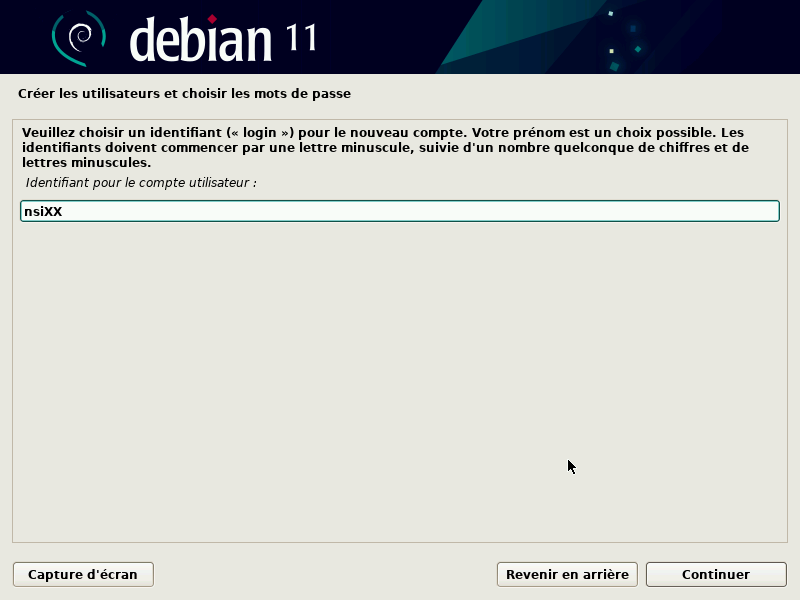 debian 11
Créer les utilisateurs et choisir les mots de passe
Veuillez choisir un identifiant (« login ») pour le nouveau compte. Votre prénom est un choix possible. Les
identifiants doivent commencer par une lettre minuscule, suivie d'un nombre quelconque de chiffres et de
lettres minuscules.
Identifiant pour le compte utilisateur :
nsiXX
Capture d'écran
Revenir en arrière
Continuer